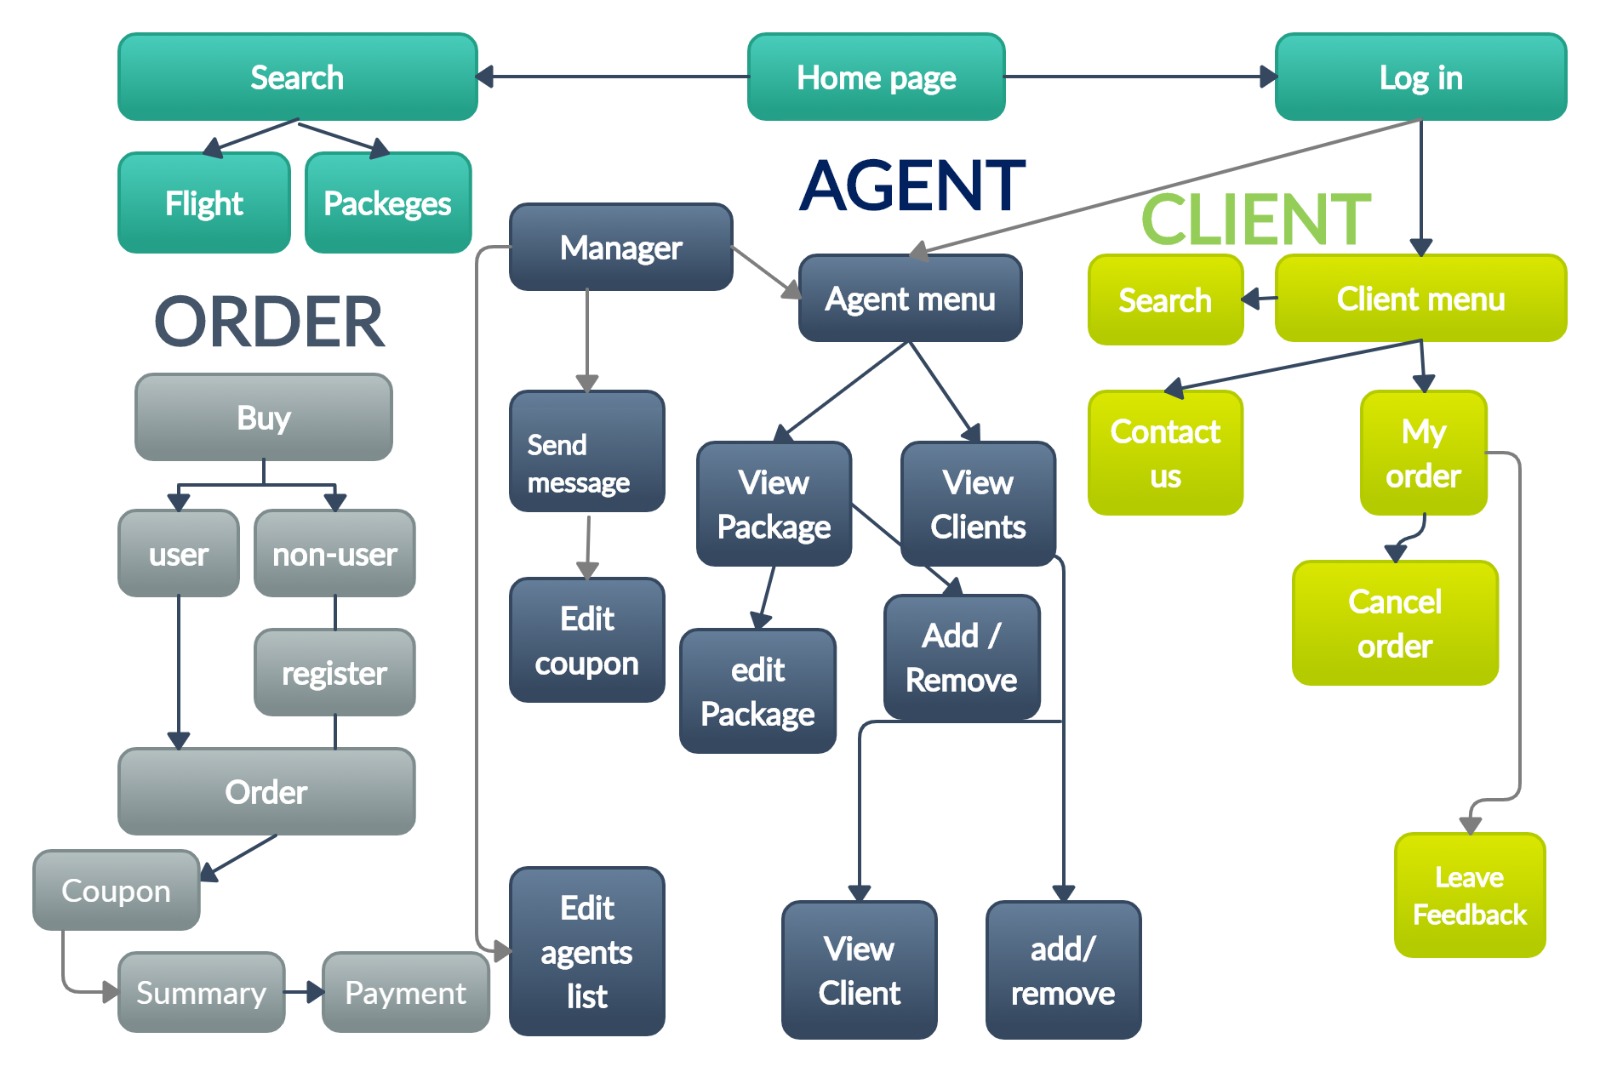 Search
Home page
Log in
Flight
Packeges
AGENT
CLIENT
Manager
Agent menu
Search
Client menu
ORDER
Buy
Send
message
View
Package
View
Clients
Contact
us
My
order
user
non-user
Edit
coupon
edit
Package
Add /
Remove
Cancel
order
register
Order
Coupon
Summary
Payment
Edit
agents
list
View
Client
add/
remove
Leave
Feedback